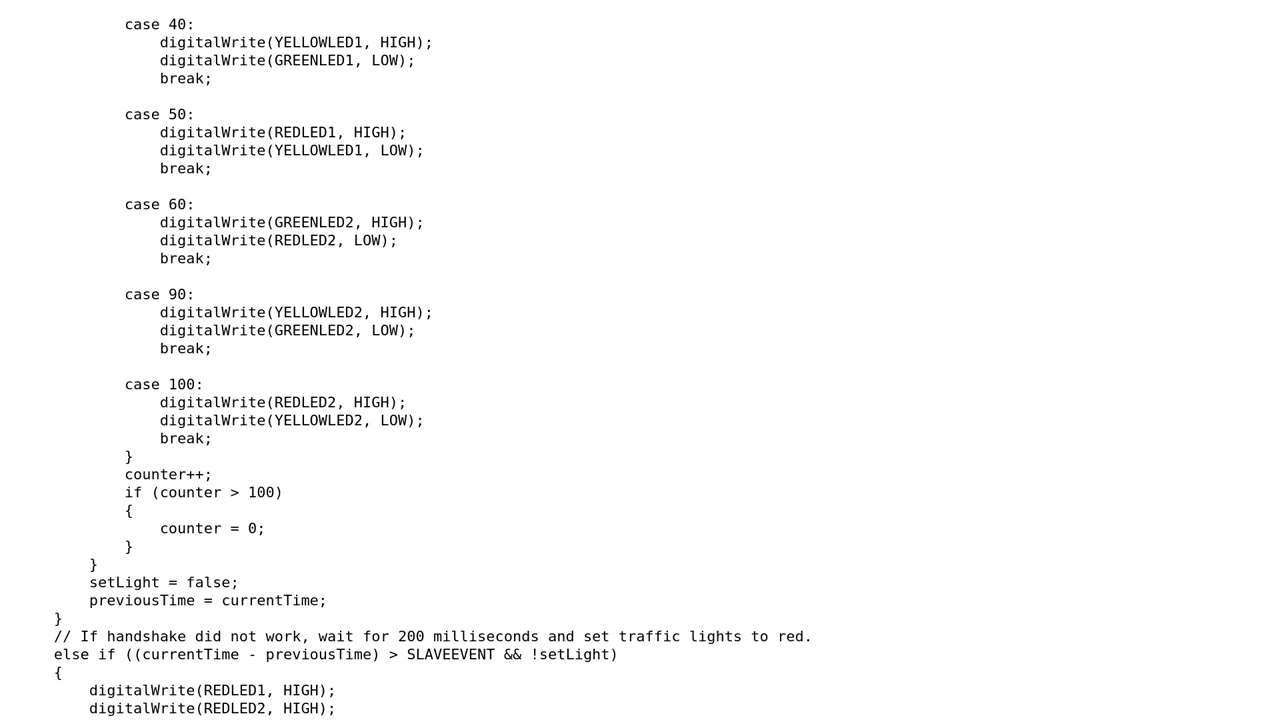 case 40:
digitalWrite(YELLOWLED1, HIGH);
digitalWrite(GREENLED1, LOW);
break;
case 50:
digitalWrite(REDLED1, HIGH);
digitalWrite(YELLOWLED1, LOW);
break;
case 60:
digitalWrite(GREENLED2, HIGH);
digitalWrite(REDLED2, LOW);
break;
case 90:
digitalWrite(YELLOWLED2, HIGH);
digitalWrite(GREENLED2, LOW);
break;
case 100:
digitalWrite(REDLED2, HIGH);
digitalWrite(YELLOWLED2, LOW);
break;
}
counter++;
if (counter > 100)
{
counter = 0;
}
}
setLight = false;
previousTime = currentTime;
}
// If handshake did not work, wait for 200 milliseconds and set traffic lights to red.
else if ((currentTime - previousTime) > SLAVEEVENT && !setLight)
{
digitalWrite(REDLED1, HIGH);
digitalWrite(REDLED2, HIGH);